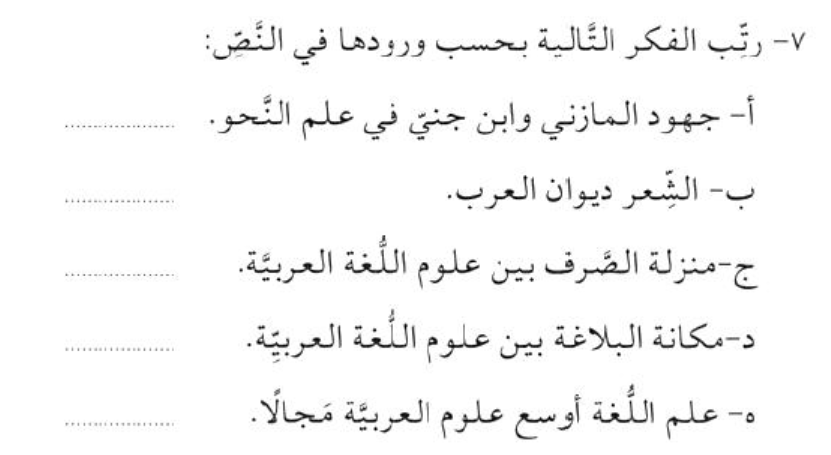 ٧- رتِّب الفكر التَّالية بحسب ورودها في النَّصِّ:
أ- جهود المازني وابن جنيّ في علم النَّحو. ....................
ب- الشِّعر ديوان العرب. ....................
ج-منزلة الصَّرف بين علوم اللُّغة العربيَّة. ....................
د-مكانة البلاغة بين علوم اللُّغة العربيّة. ....................
ه- علم اللُّغة أوسع علوم العربيَّة مَجالًا. ....................